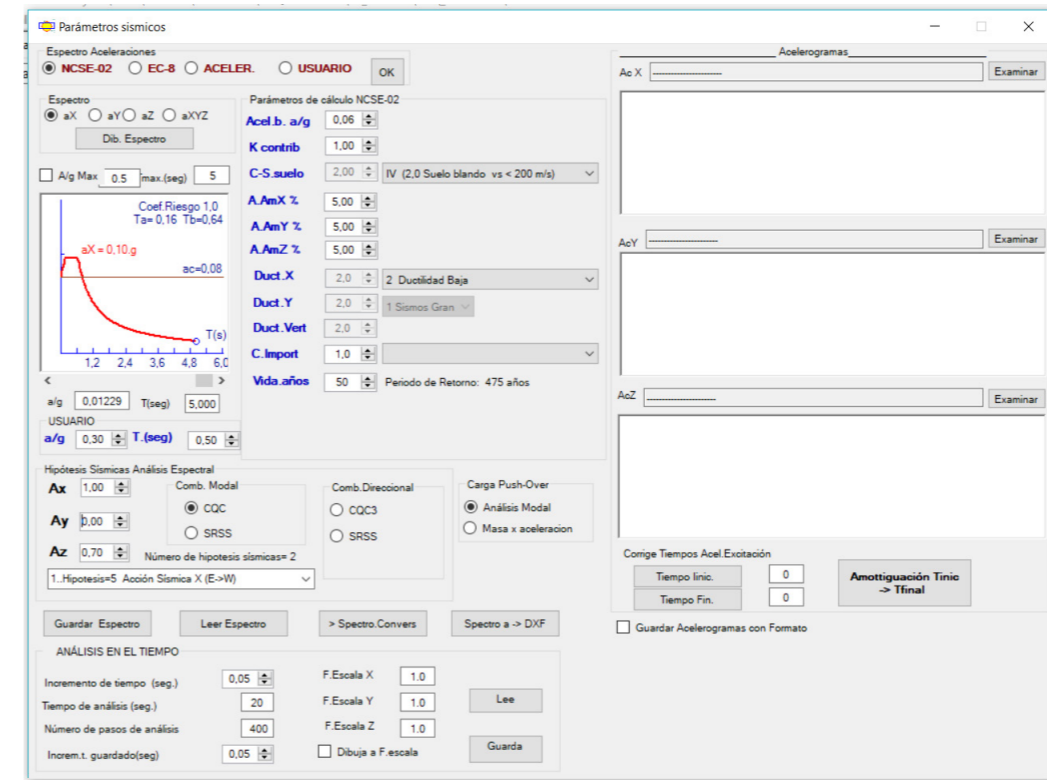 Parámetros sismicos
Espectro Aceleraciones
NCSE-02 EC-8 ACELER. USUARIO OK
Espectro
aX aY aZ aXYZ
Dib. Espectro
A/g Max 0.5 max.(seg) 5
Coef.Riesgo 1,0
Ta= 0,16 Tb=0,64
aX = 0,10.g
ac=0,08
T(s)
1,2 2,4 3,6 4,8 6,0
a/g 0,01229 T(seg) 5,000
USUARIO
a/g 0,30 T.(seg) 0,50
Parámetros de cálculo NCSE-02
Acel.b. a/g 0,06
K contrib 1,00
C-S.suelo 2,00 IV (2,0 Suelo blando vs < 200 m/s)
A.AmX % 5,00
A.AmY % 5,00
A.AmZ % 5,00
Duct.X 2,0 2 Ductilidad Baja
Duct.Y 2,0 1 Sismos Gran
Duct.Vert 2,0
C.Import 1,0
Vida.años 50 Periodo de Retorno: 475 años
Hipótesis Sísmicas Análisis Espectral
Ax 1,00
Ay 0,00
Az 0,70
Comb. Modal
CQC
SRSS
Número de hipotesis sísmicas= 2
1..Hipotesis=5 Acción Sísmica X (E->W)
Comb.Direccional
CQC3
SRSS
Carga Push-Over
Análisis Modal
Masa x aceleracion
Guardar Espectro Leer Espectro > Spectro.Convers Spectro a -> DXF
ANÁLISIS EN EL TIEMPO
Incremento de tiempo (seg.) 0,05
Tiempo de análisis (seg.) 20
Número de pasos de análisis 400
Increm.t. guardado(seg) 0,05
F.Escala X 1.0
F.Escala Y 1.0
F.Escala Z 1.0
Dibuja a F.escala
Lee
Guarda
Acelerogramas
Ac X Examinar
AcY Examinar
AcZ Examinar
Corrige Tiempos Acel.Excitación
Tiempo Iinic. 0
Tiempo Fin. 0
Amottiguación Tinic
-> Tfinal
Guardar Acelerogramas con Formato